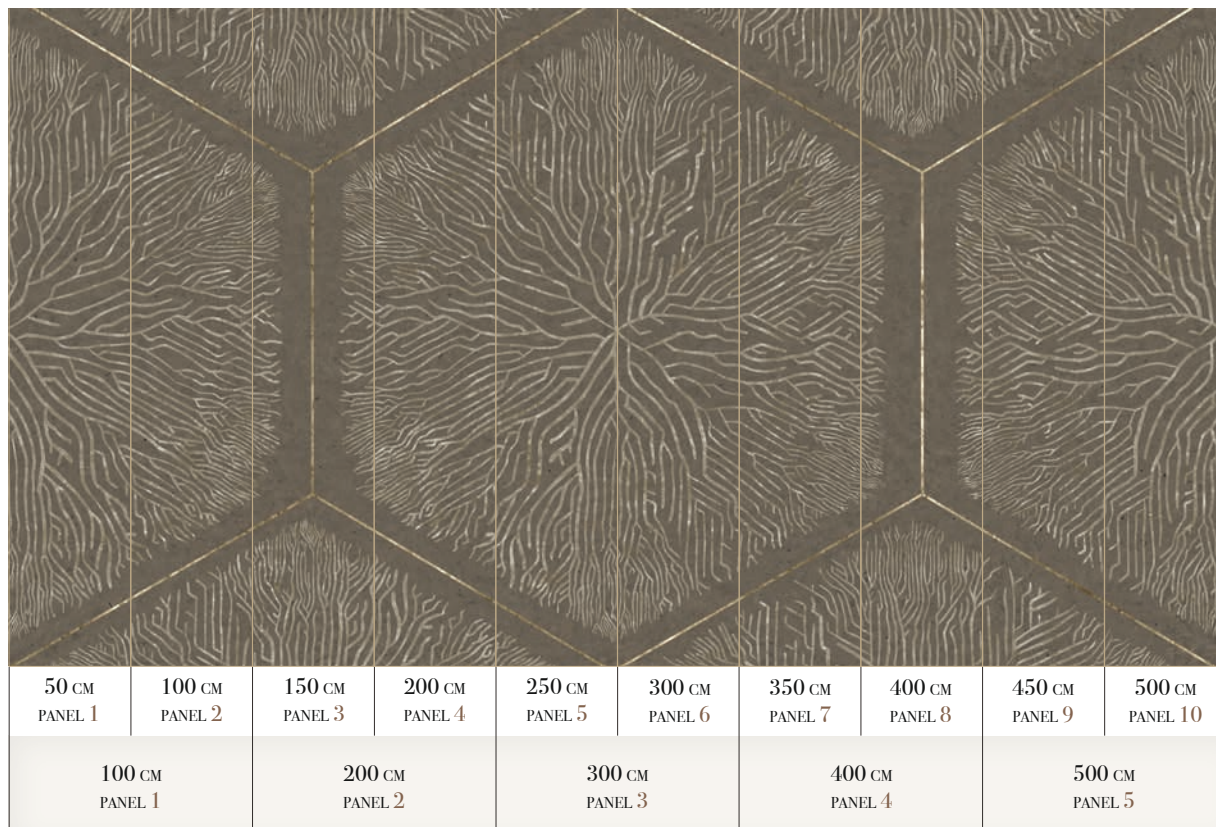 50 CM
PANEL 1
100 CM
PANEL 2
150 CM
PANEL 3
200 CM
PANEL 4
250 CM
PANEL 5
300 CM
PANEL 6
350 CM
PANEL 7
400 CM
PANEL 8
450 CM
PANEL 9
500 CM
PANEL 10
100 CM
PANEL 1
200 CM
PANEL 2
300 CM
PANEL 3
400 CM
PANEL 4
500 CM
PANEL 5